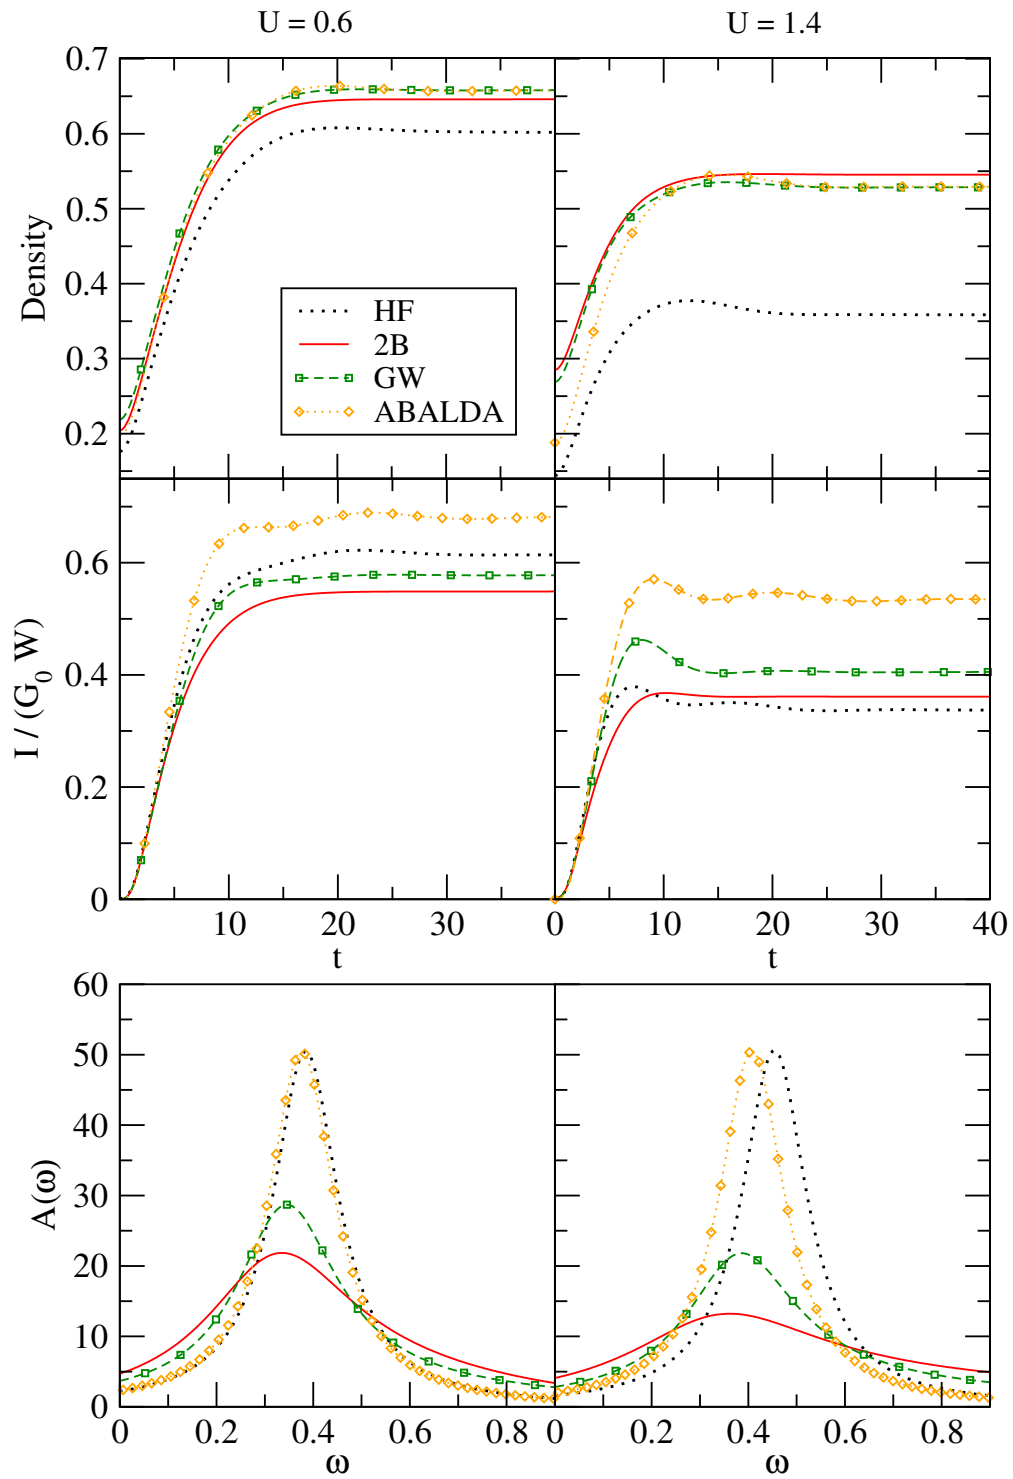 U = 0.6 U = 1.4
0.7
0.6
0.5
0.4
0.3
0.2
Density
HF
2B
GW
ABALDA
0.6
0.4
0.2
0
I / (G₀ W)
10 20 30 0 10 20 30 40
t t
60
50
40
30
20
10
0
A(ω)
0 0.2 0.4 0.6 0.8 0 0.2 0.4 0.6 0.8
ω ω